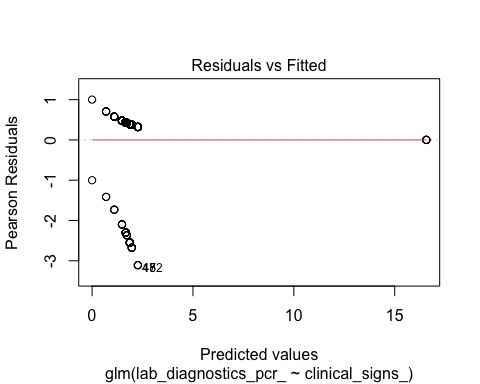 Residuals vs Fitted
Pearson Residuals
1
0
-1
-2
-3
0
5
10
15
Predicted values
glm(lab_diagnostics_pcr_ ~ clinical_signs_)